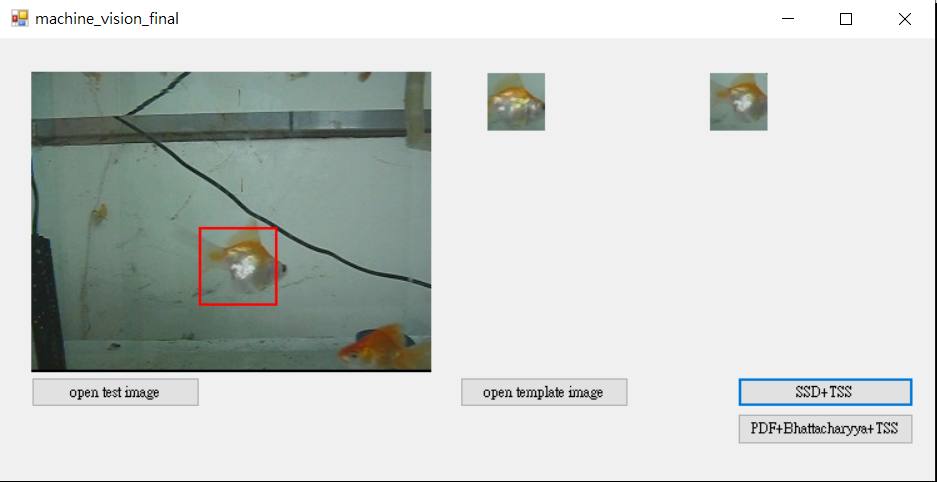 machine_vision_final
open test image
open template image
SSD+TSS
PDF+Bhattacharyya+TSS